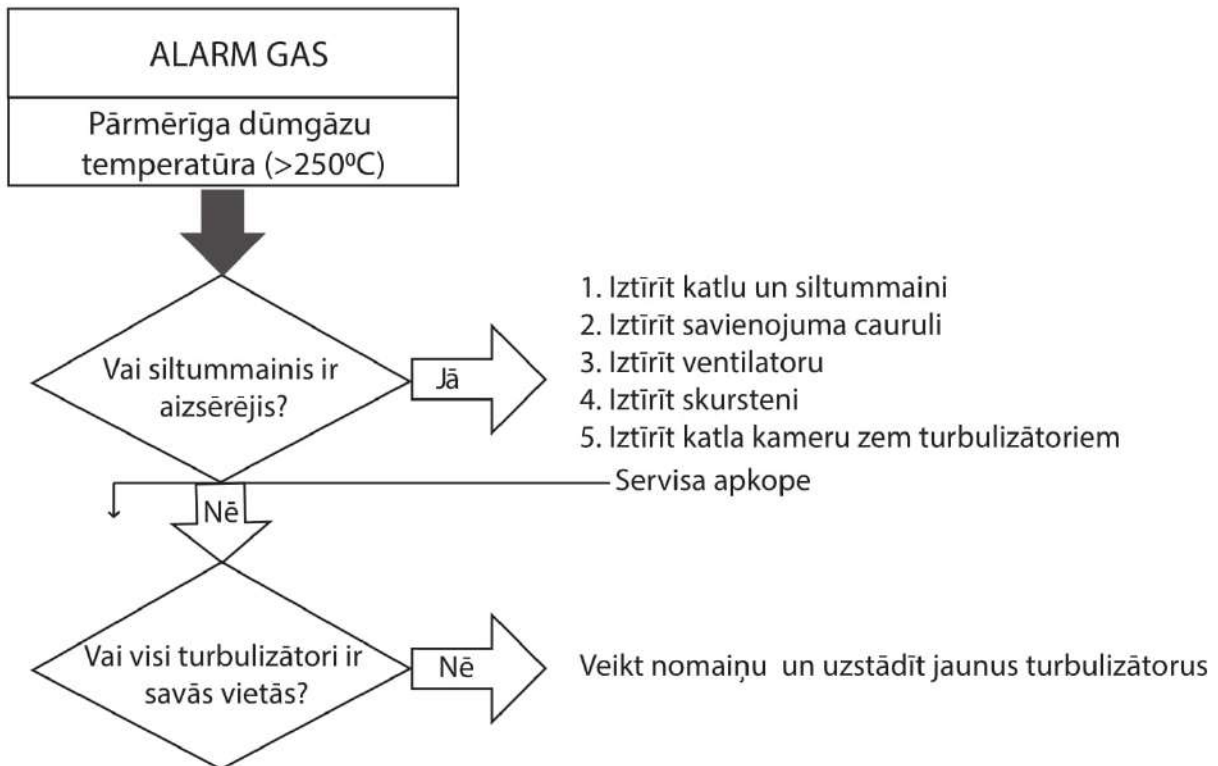 ALARM GAS
Pārmērīga dūmgāzu
temperatūra (>250⁰C)
Vai siltummainis ir
aizsērējis?
Jā
1. Iztīrīt katlu un siltummaini
2. Iztīrīt savienojuma cauruli
3. Iztīrīt ventilatoru
4. Iztīrīt skursteni
5. Iztīrīt katla kameru zem turbulizātoriem
Servisa apkope
Nē
Vai visi turbulizātori ir
savās vietās?
Nē
Veikt nomaiņu un uzstādīt jaunus turbulizātorus